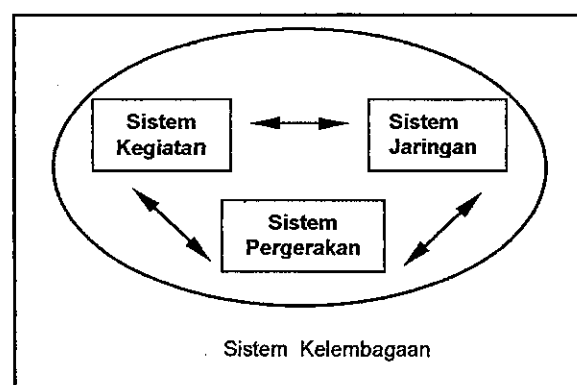 Sistem
Kegiatan
Sistem
Jaringan
Sistem
Pergerakan
Sistem Kelembagaan